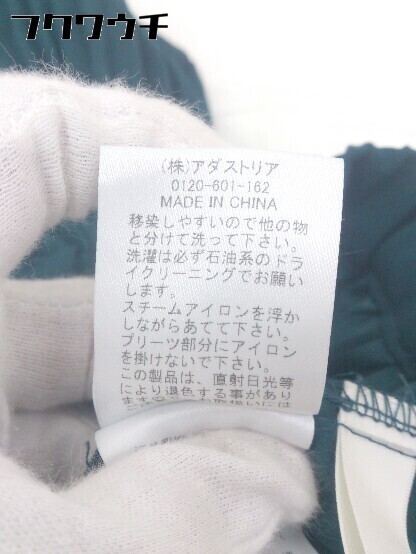 フクワウチ
(株)アダストリア
0120-601-162
MADE IN CHINA
移染しやすいので他の物
と分けて洗って下さい。
洗濯は必ず石油系のドラ
イクリーニングでお願い
します。
スチームアイロンを浮か
しながらあてて下さい。
プリーツ部分にアイロン
を掛けないで下さい。
この製品は、直射日光等
により退色する事があり
ます